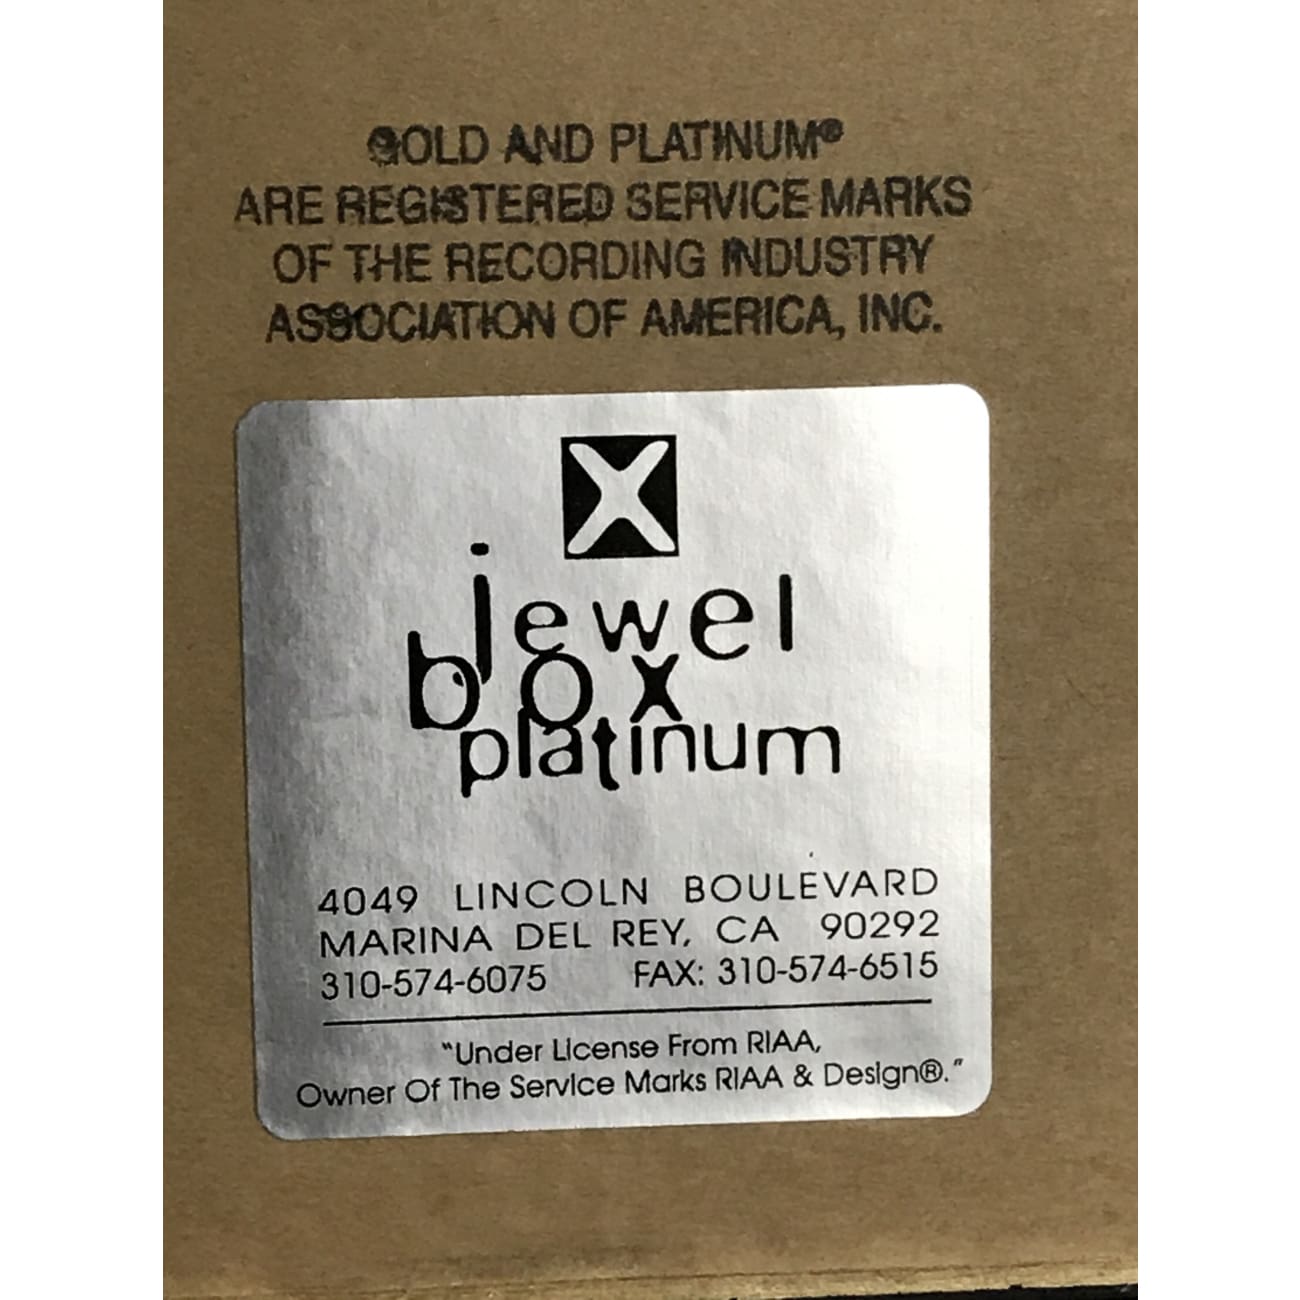 GOLD AND PLATINUM®
ARE REGISTERED SERVICE MARKS
OF THE RECORDING INDUSTRY
ASSOCIATION OF AMERICA, INC.
X
jewel
box
platinum
4049 LINCOLN BOULEVARD
MARINA DEL REY, CA 90292
310-574-6075 FAX: 310-574-6515
"Under License From RIAA,
Owner Of The Service Marks RIAA & Design®."